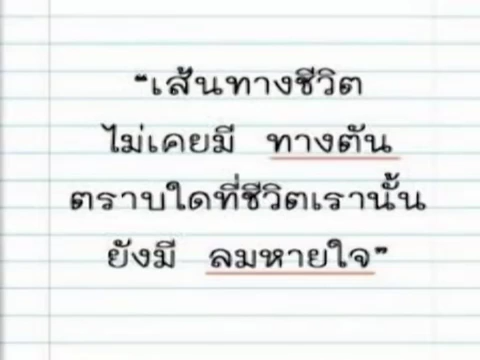 “เส้นทางชีวิต
ไม่เคยมี ทางตัน
ตราบใดที่ชีวิตเรานั้น
ยังมี ลมหายใจ”